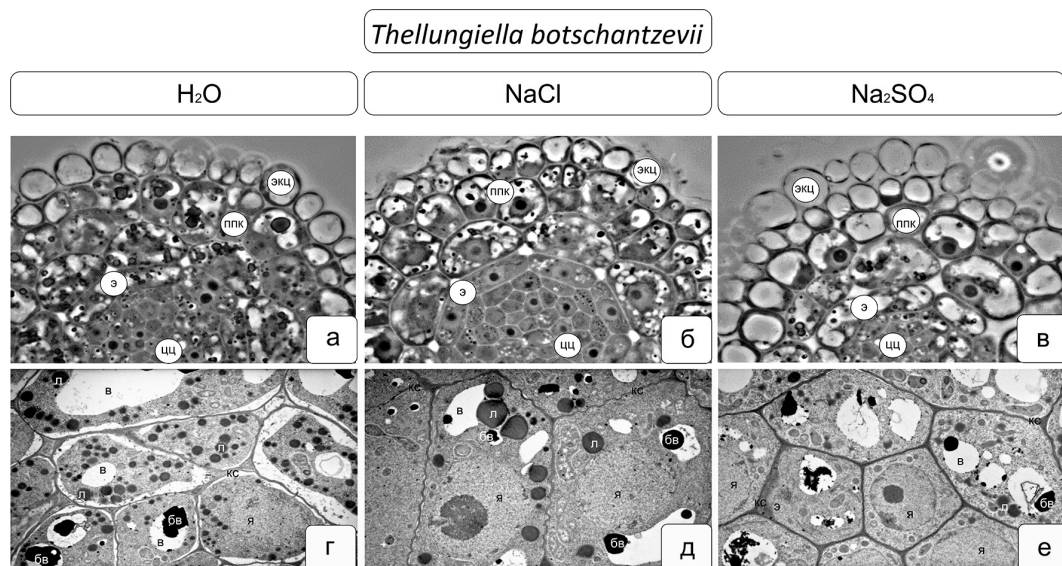 Thellungiella botschantzevii
H₂O NaCl Na₂SO₄
экц ппк э цц а
экц ппк э цц б
экц ппк э цц в
л в л в кс л я бв в бв г
кс кс в л бв л бв я я бв д
кс в я кс э я л бв я е